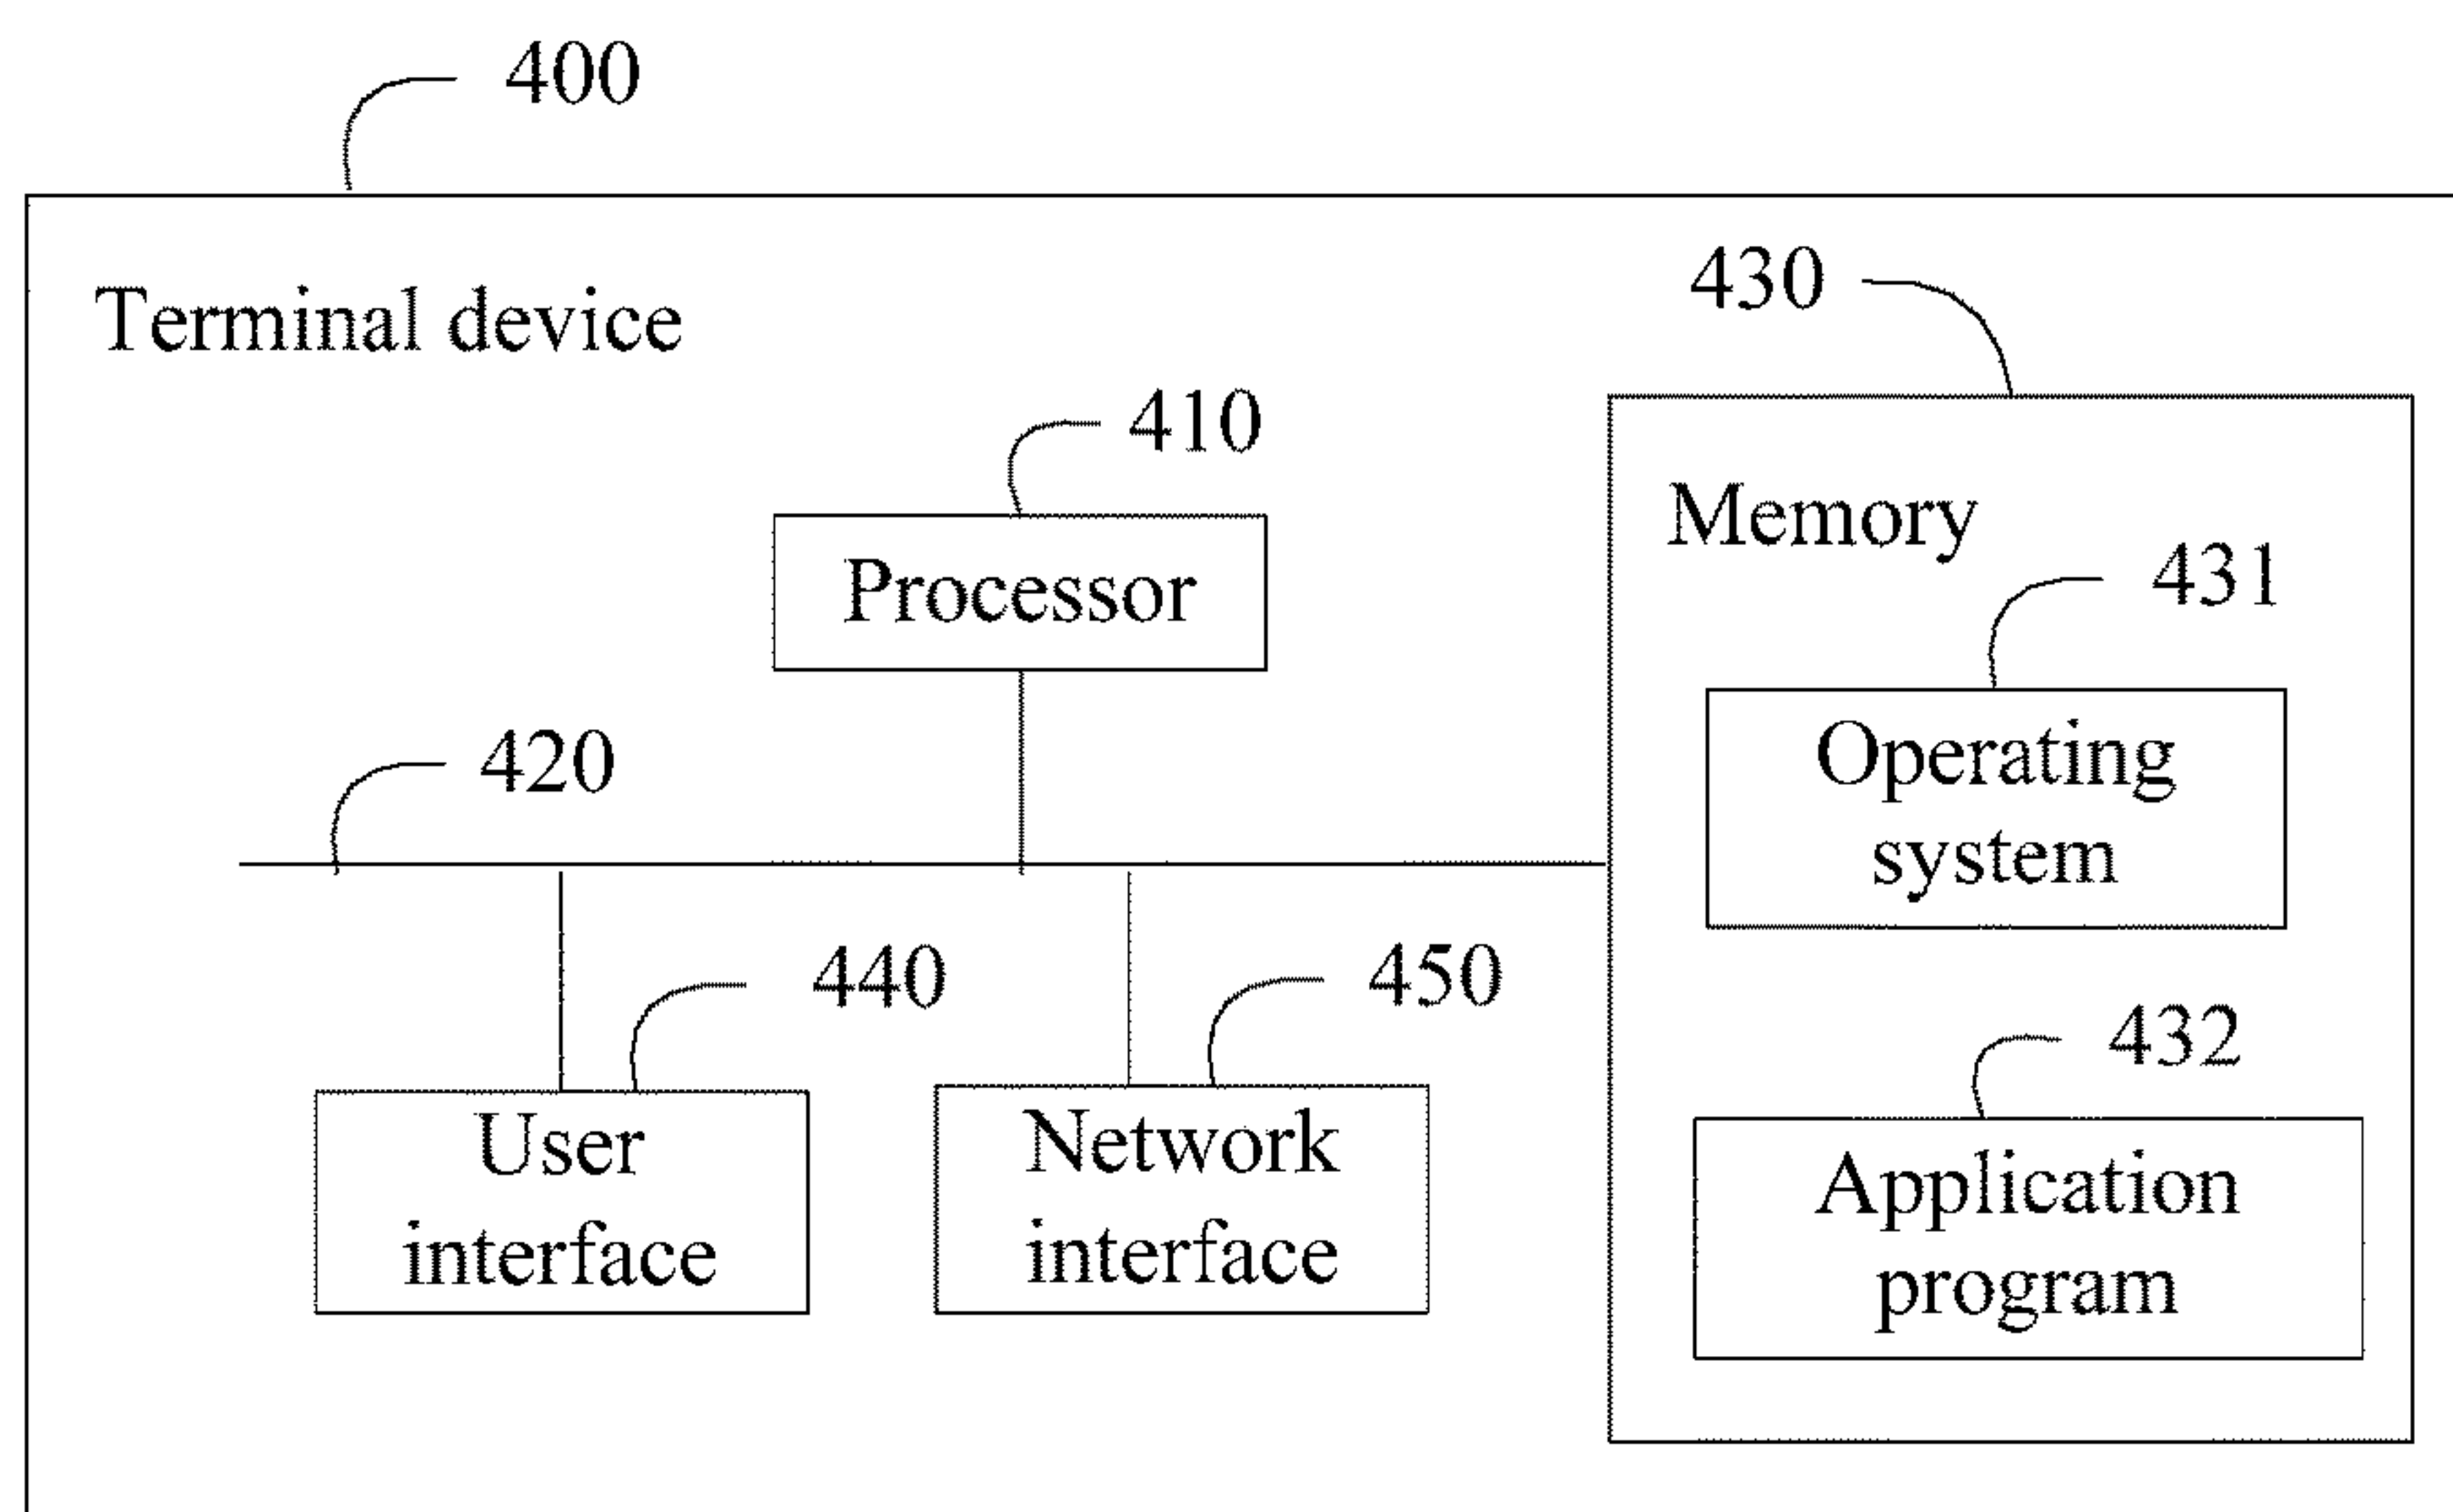 400
Terminal device
430
410
Memory
Processor
431
Operating
system
420
440
450
432
User
interface
Network
interface
Application
program